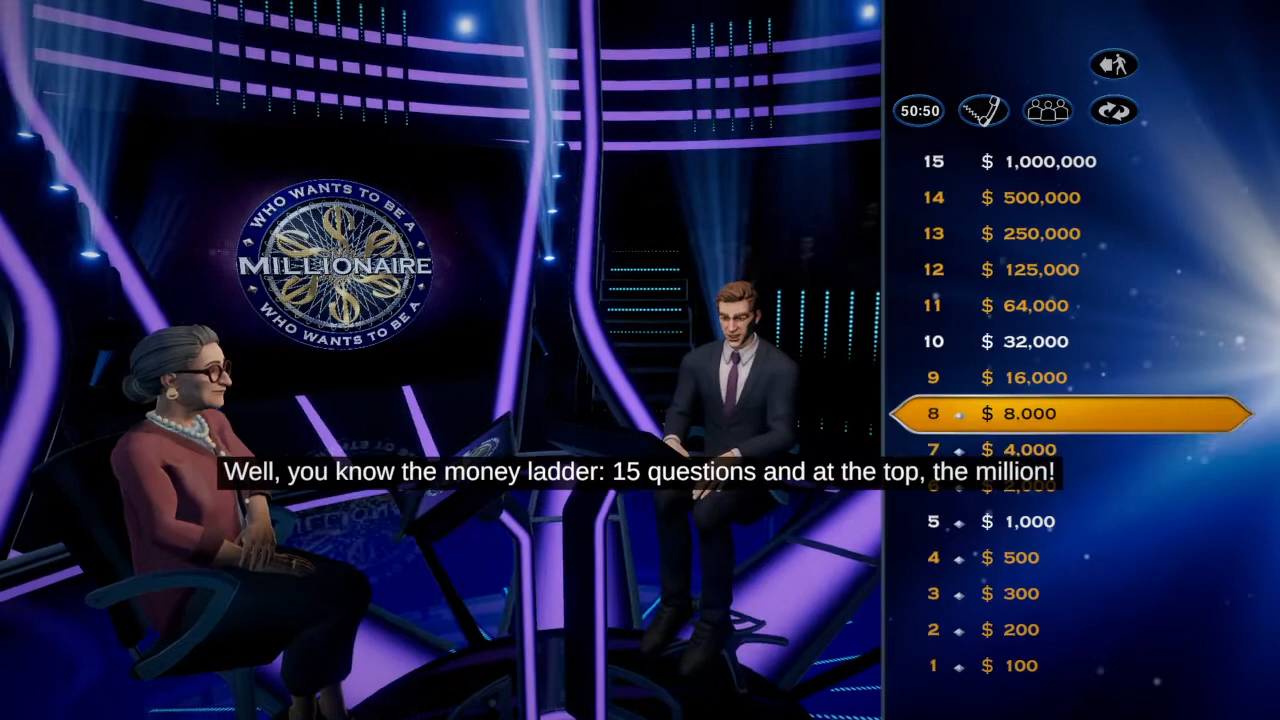 WHO WANTS TO BE A
MILLIONAIRE
WHO WANTS TO BE A
50:50
15 $ 1,000,000
14 $ 500,000
13 $ 250,000
12 $ 125,000
11 $ 64,000
10 $ 32,000
9 $ 16,000
8 $ 8.000
7 $ 4,000
Well, you know the money ladder: 15 questions and at the top, the million!
6 $ 2,000
5 $ 1,000
4 $ 500
3 $ 300
2 $ 200
1 $ 100